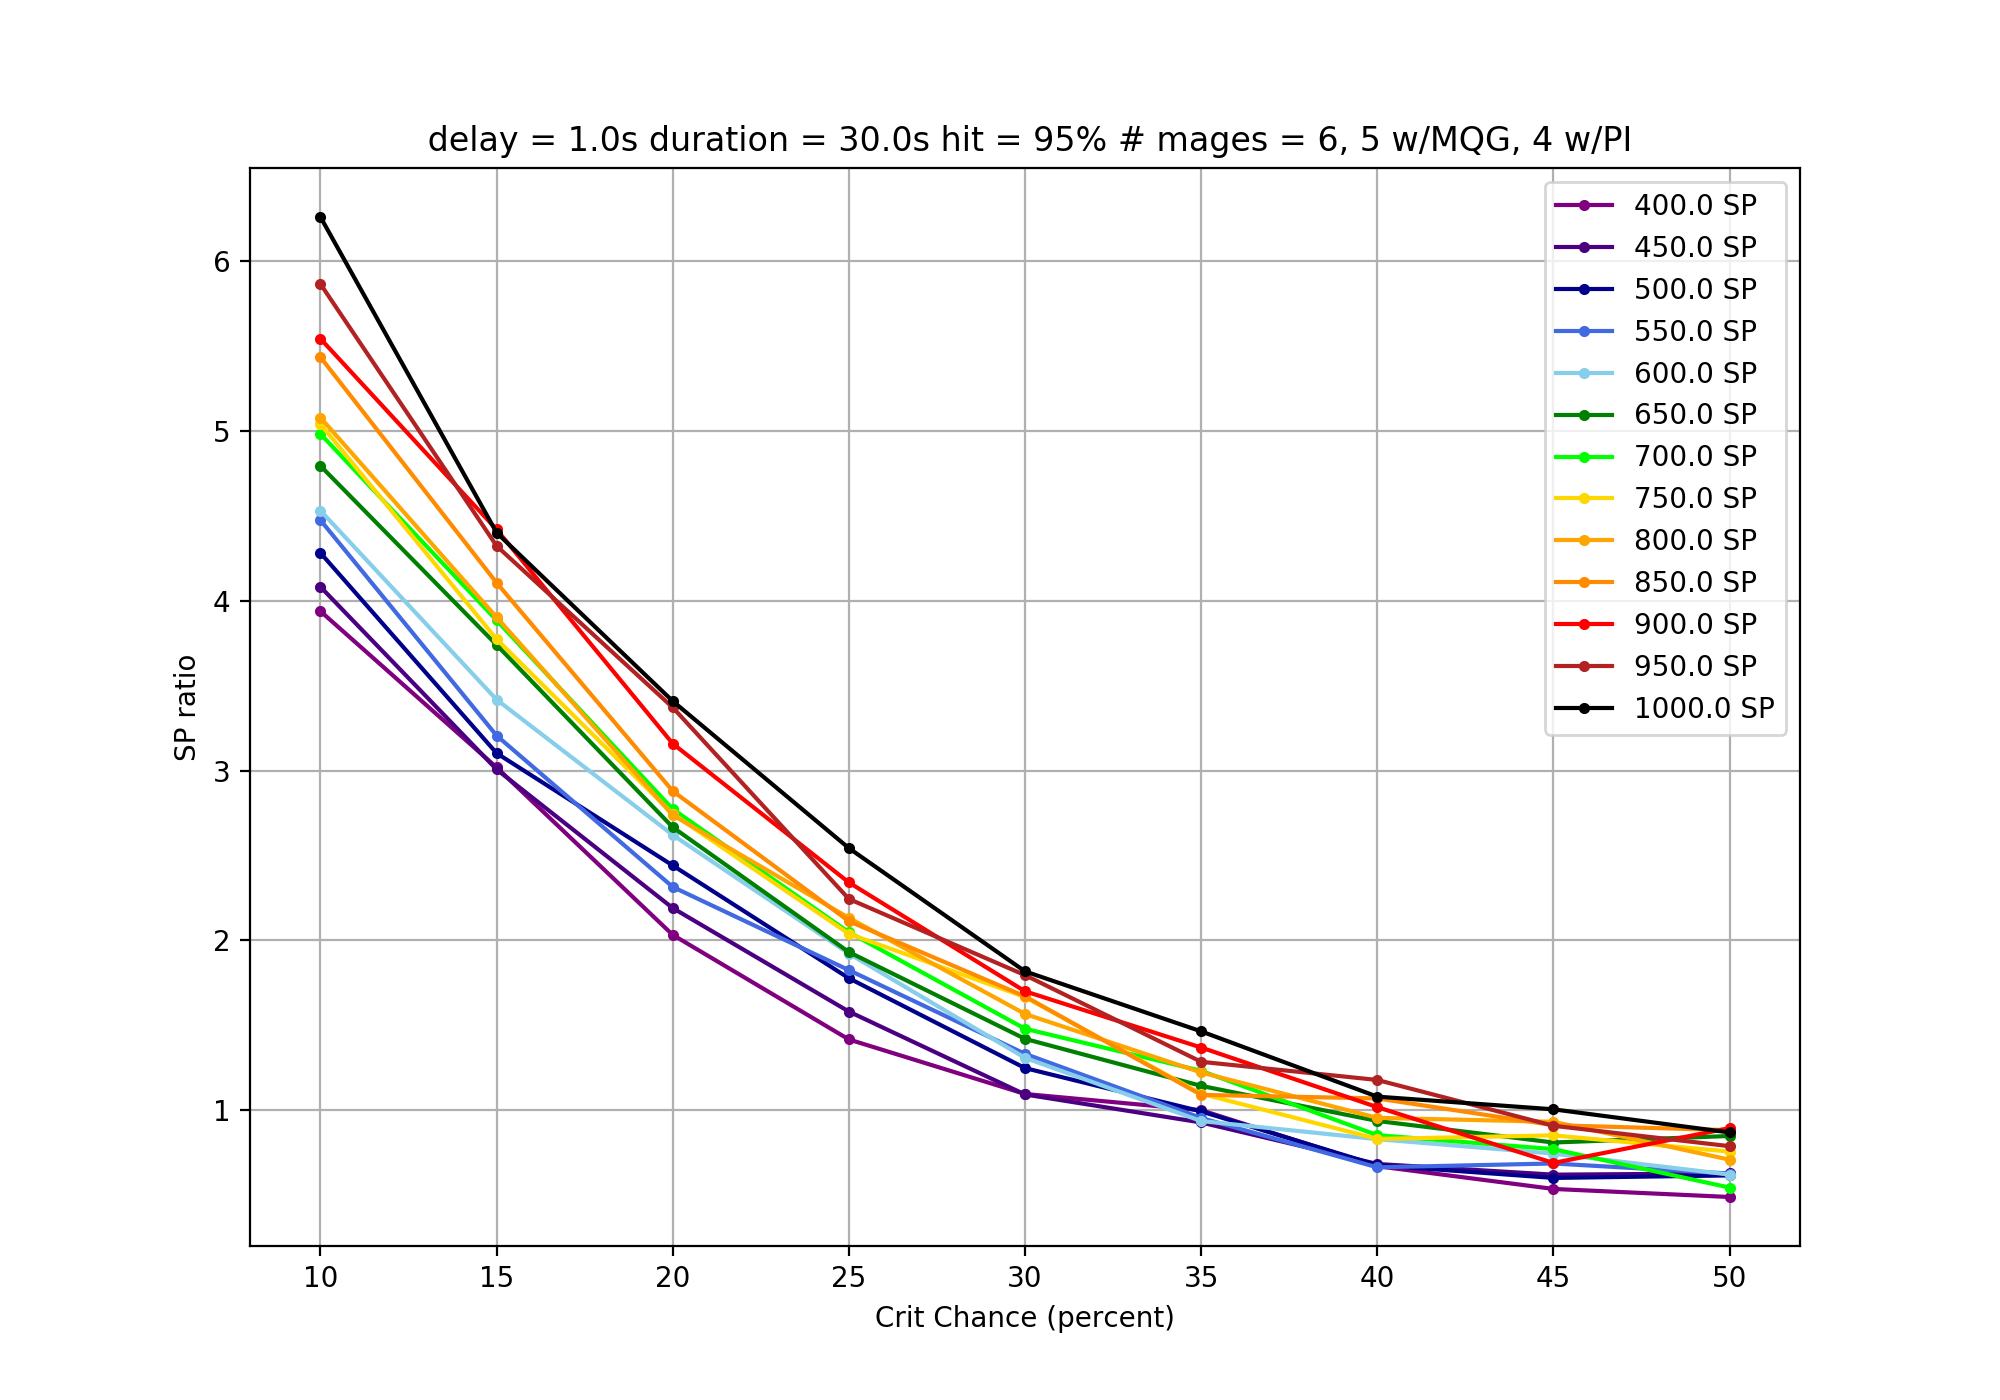 delay = 1.0s duration = 30.0s hit = 95% # mages = 6, 5 w/MQG, 4 w/PI
400.0 SP
450.0 SP
500.0 SP
550.0 SP
600.0 SP
650.0 SP
700.0 SP
750.0 SP
800.0 SP
850.0 SP
900.0 SP
950.0 SP
1000.0 SP
6
5
4
3
2
1
SP ratio
10 15 20 25 30 35 40 45 50
Crit Chance (percent)